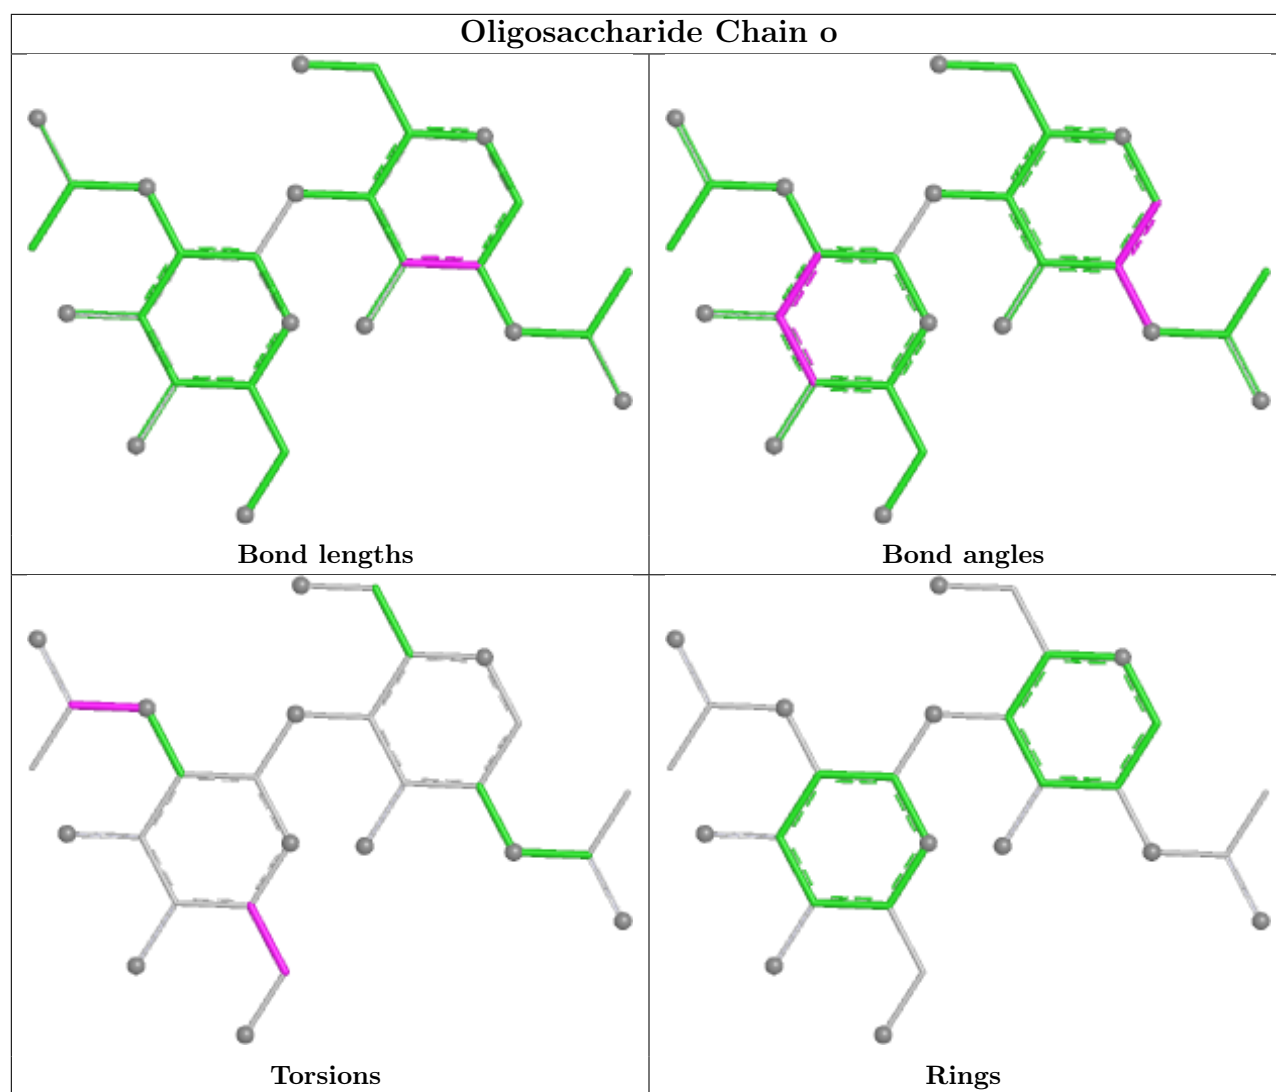 Oligosaccharide Chain o
Bond lengths
Bond angles
Torsions
Rings